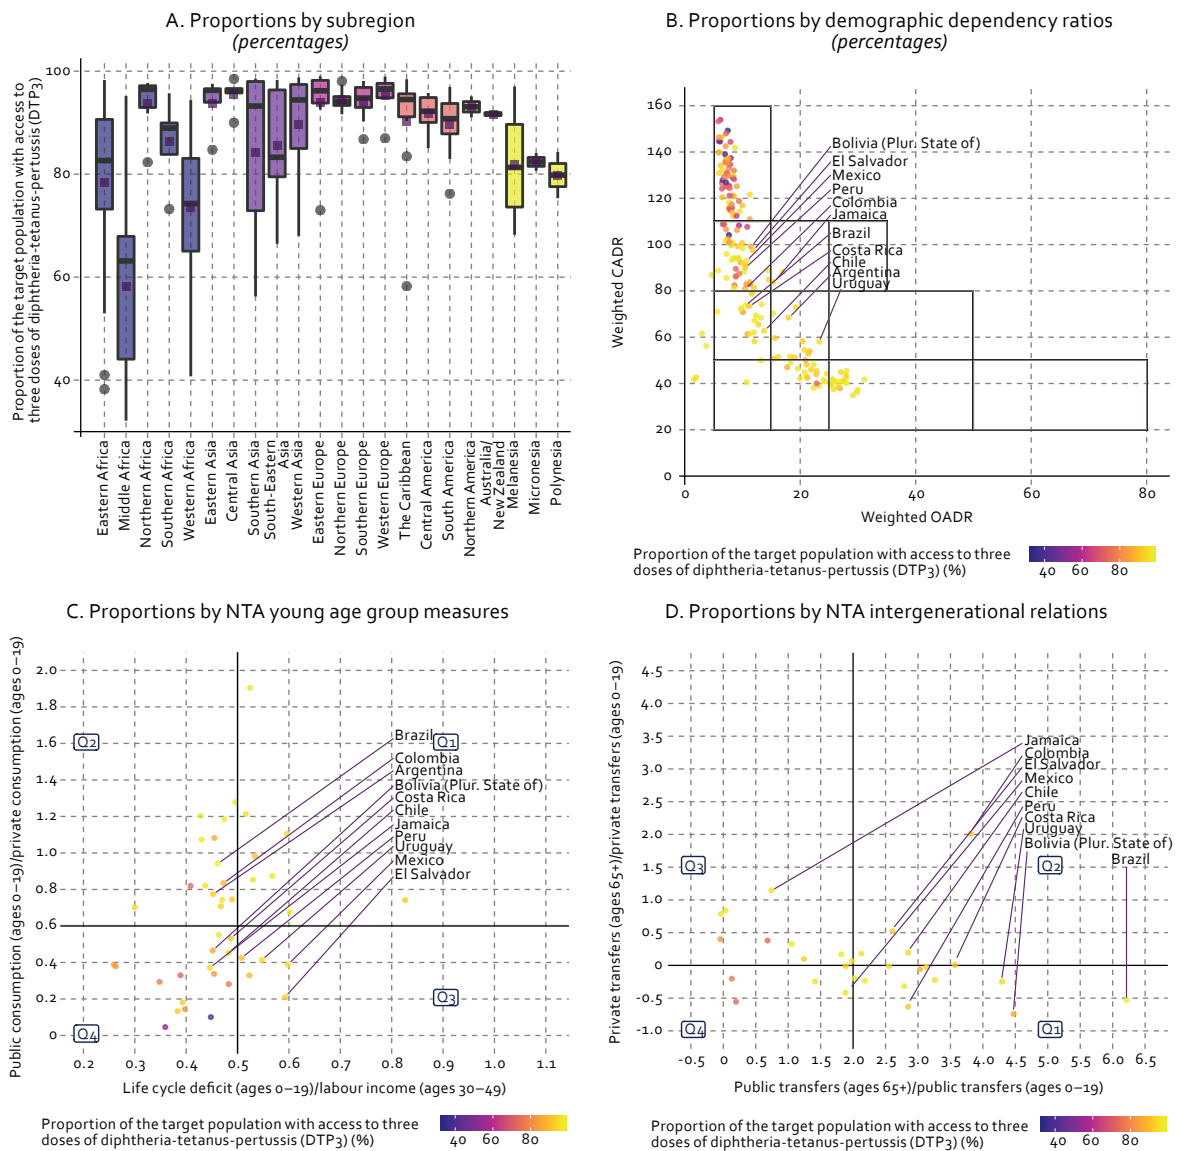 A. Proportions by subregion
(percentages)
Proportion of the target population with access to
three doses of diphtheria-tetanus-pertussis (DTP3)
100
80
60
40
Eastern Africa
Middle Africa
Northern Africa
Southern Africa
Western Africa
Eastern Asia
Central Asia
Southern Asia
South-Eastern
Asia
Western Asia
Eastern Europe
Northern Europe
Southern Europe
Western Europe
The Caribbean
Central America
South America
Northern America
Australia/
New Zealand
Melanesia
Micronesia
Polynesia
B. Proportions by demographic dependency ratios
(percentages)
Weighted CADR
160
140
120
100
80
60
40
20
0
Bolivia (Plur. State of)
El Salvador
Mexico
Peru
Colombia
Jamaica
Brazil
Costa Rica
Chile
Argentina
Uruguay
0 20 40 60 80
Weighted OADR
Proportion of the target population with access to three
doses of diphtheria-tetanus-pertussis (DTP3) (%)
40 60 80
C. Proportions by NTA young age group measures
Public consumption (ages 0–19)/private consumption (ages 0–19)
2.0
1.8
1.6
1.4
1.2
1.0
0.8
0.6
0.4
0.2
0
Q2
Q1
Q3
Q4
Brazil
Colombia
Argentina
Bolivia (Plur. State of)
Costa Rica
Chile
Jamaica
Peru
Uruguay
Mexico
El Salvador
0.2 0.3 0.4 0.5 0.6 0.7 0.8 0.9 1.0 1.1
Life cycle deficit (ages 0–19)/labour income (ages 30–49)
Proportion of the target population with access to three
doses of diphtheria-tetanus-pertussis (DTP3) (%)
40 60 80
D. Proportions by NTA intergenerational relations
Private transfers (ages 65+)/private transfers (ages 0–19)
4.5
4.0
3.5
3.0
2.5
2.0
1.5
1.0
0.5
0
-0.5
-1.0
Q3
Q2
Q4
Q1
Jamaica
Colombia
El Salvador
Mexico
Chile
Peru
Costa Rica
Uruguay
Bolivia (Plur. State of)
Brazil
-0.5 0 0.5 1.0 1.5 2.0 2.5 3.0 3.5 4.0 4.5 5.0 5.5 6.0 6.5
Public transfers (ages 65+)/public transfers (ages 0–19)
Proportion of the target population with access to three
doses of diphtheria-tetanus-pertussis (DTP3) (%)
40 60 80